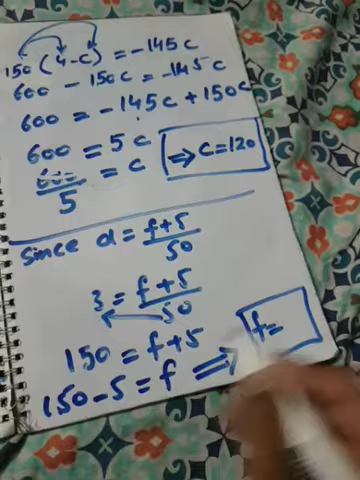 150 (4-c) = -145c
600 - 150c = -145c
600 = -145c + 150c
600 = 5c
600/5 = c ⇒ c = 120
since d = f+5/50
3 = f+5/50
150 = f+5
150-5 = f ⇒ f=